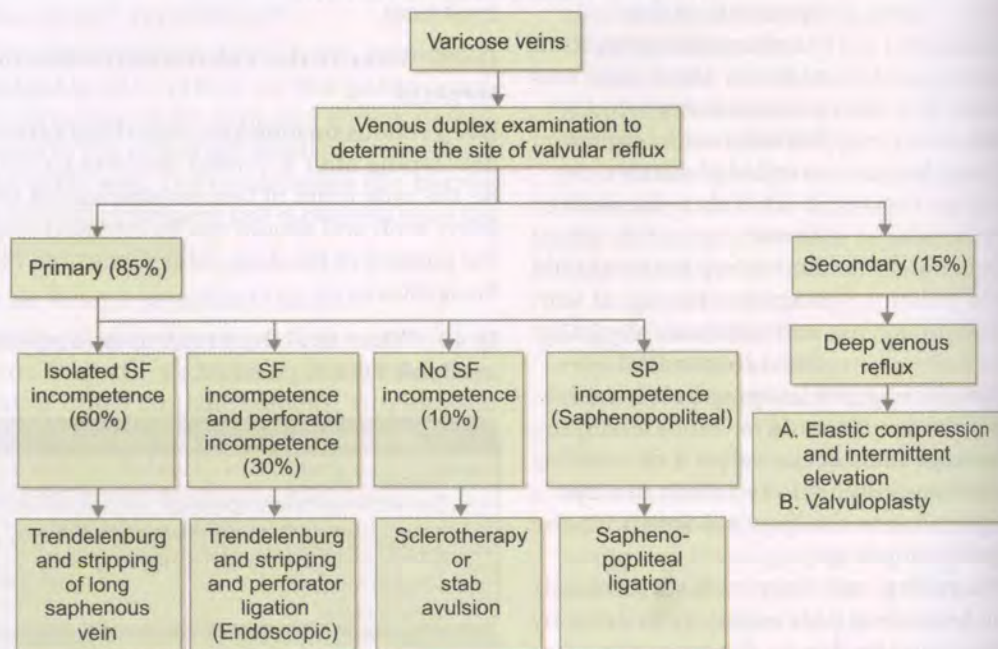 Varicose veins
Venous duplex examination to
determine the site of valvular reflux
Primary (85%)
Secondary (15%)
Isolated SF
incompetence
(60%)
SF
incompetence
and perforator
incompetence
(30%)
No SF
incompetence
(10%)
SP
incompetence
(Saphenopopliteal)
Deep venous
reflux
A. Elastic compression
and intermittent
elevation
B. Valvuloplasty
Trendelenburg
and stripping
of long
saphenous
vein
Trendelenburg
and stripping
and perforator
ligation
(Endoscopic)
Sclerotherapy
or
stab
avulsion
Sapheno-
popliteal
ligation